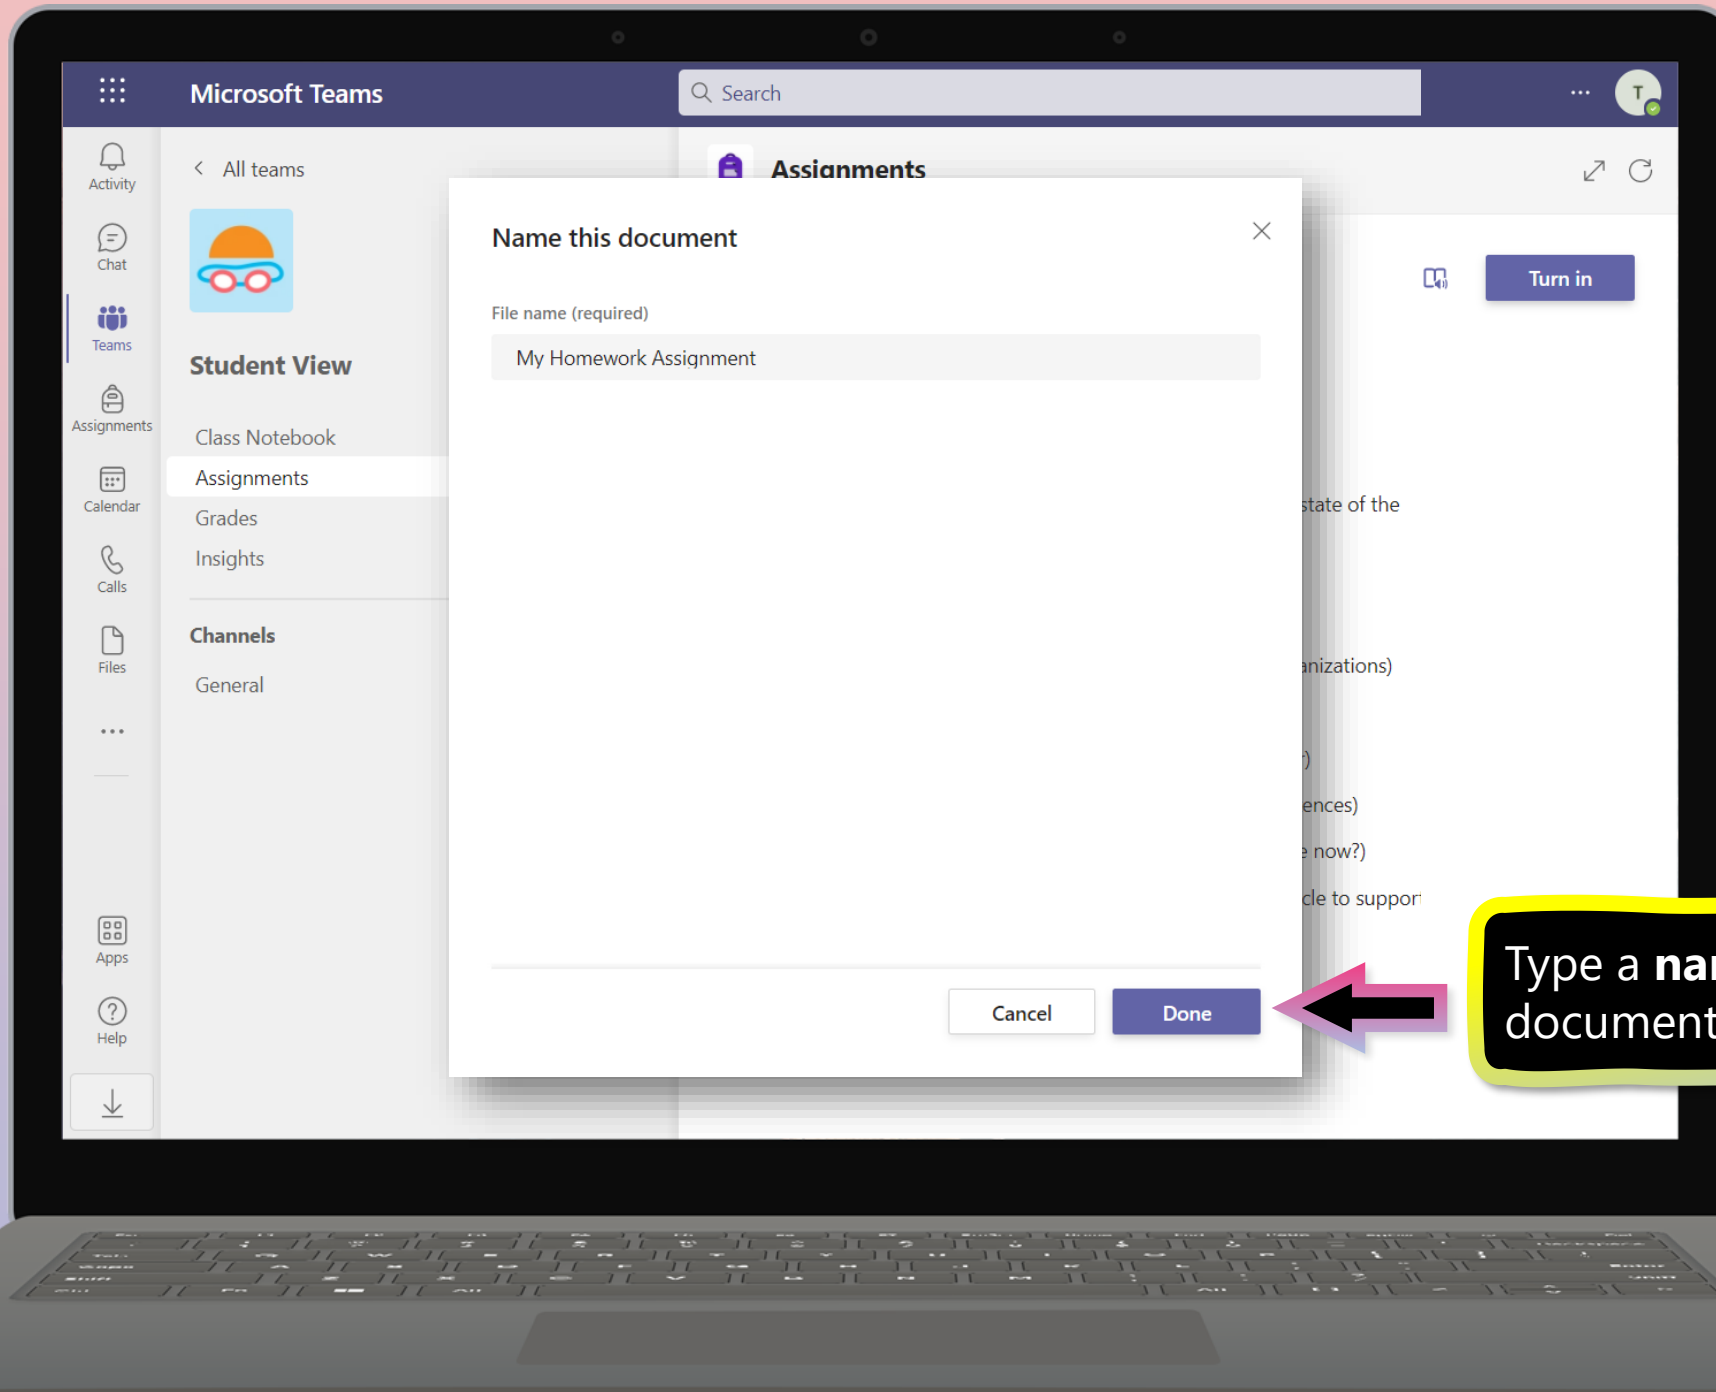 Microsoft Teams
Search
T
Activity
Chat
Teams
Assignments
Calendar
Calls
Files
Apps
Help
All teams
Student View
Class Notebook
Assignments
Grades
Insights
Channels
General
Assignments
Turn in
Name this document
File name (required)
My Homework Assignment
Cancel
Done
state of the
anizations)
ences)
now?)
cle to support
Type a
document